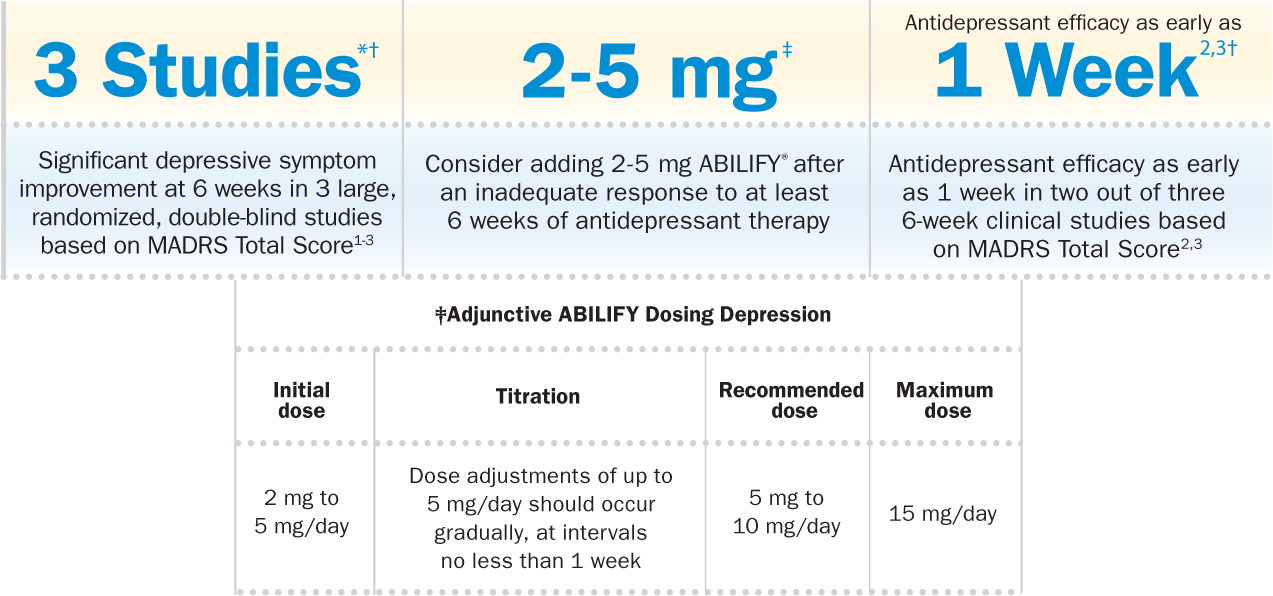 3 Studies*†
Significant depressive symptom
improvement at 6 weeks in 3 large,
randomized, double-blind studies
based on MADRS Total Score1-3
2-5 mg‡
Consider adding 2-5 mg ABILIFY® after
an inadequate response to at least
6 weeks of antidepressant therapy
Antidepressant efficacy as early as
1 Week2,3†
Antidepressant efficacy as early
as 1 week in two out of three
6-week clinical studies based
on MADRS Total Score2,3
‡Adjunctive ABILIFY Dosing Depression
Initial
dose
Titration
Recommended
dose
Maximum
dose
2 mg to
5 mg/day
Dose adjustments of up to
5 mg/day should occur
gradually, at intervals
no less than 1 week
5 mg to
10 mg/day
15 mg/day